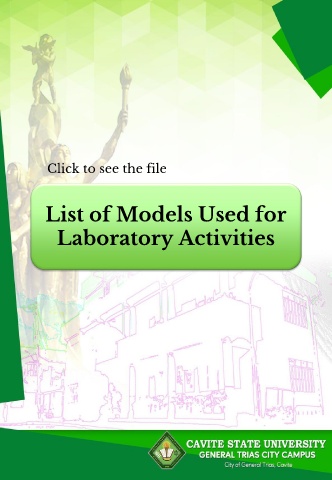 Click to see the file
List of Models Used for
Laboratory Activities
CAVITE STATE UNIVERSITY
GENERAL TRIAS CITY CAMPUS
City of General Trias, Cavite